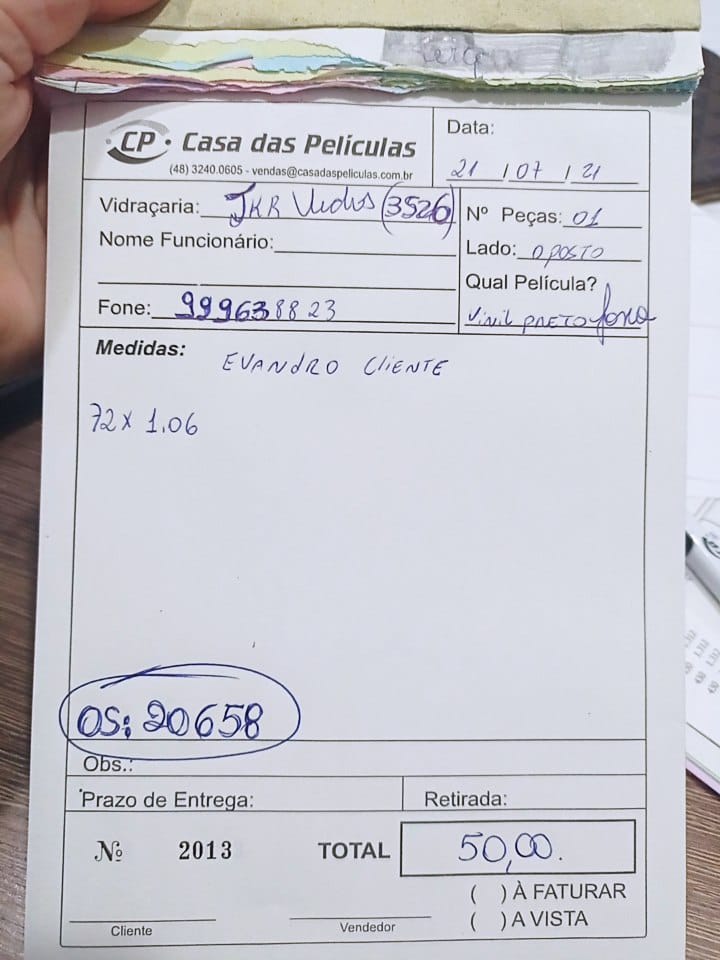 CP Casa das Películas
(48) 3240.0605 - vendas@casadaspeliculas.com.br
Data:
21 / 07 / 21
Vidraçaria: JKR Vidros (3526)
Nome Funcionário:
Fone: 999638823
Nº Peças: 01
Lado: OPOSTO
Qual Película?
Vinil PRETO fosco
Medidas:
EVANDRO CLIENTE
72 x 1.06
OS: 20658
Obs.:
Prazo de Entrega:
Retirada:
Nº 2013
TOTAL 50,00.
( ) À FATURAR
( ) A VISTA
Cliente
Vendedor